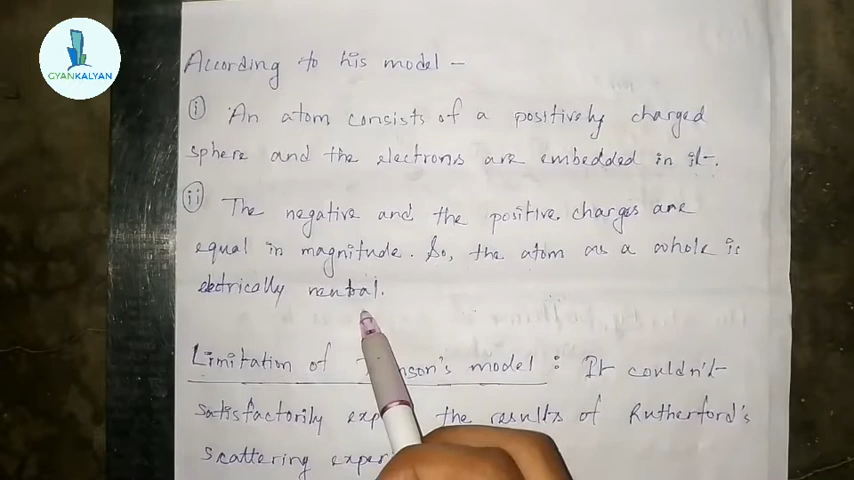 GYANKALYAN
According to his model -
(i) An atom consists of a positively charged
sphere and the electrons are embedded in it.
(ii) The negative and the positive charges are
equal in magnitude. So, the atom as a whole is
electrically neutral.
Limitation of model : It couldn't
satisfactorily the results of Rutherford's
scattering